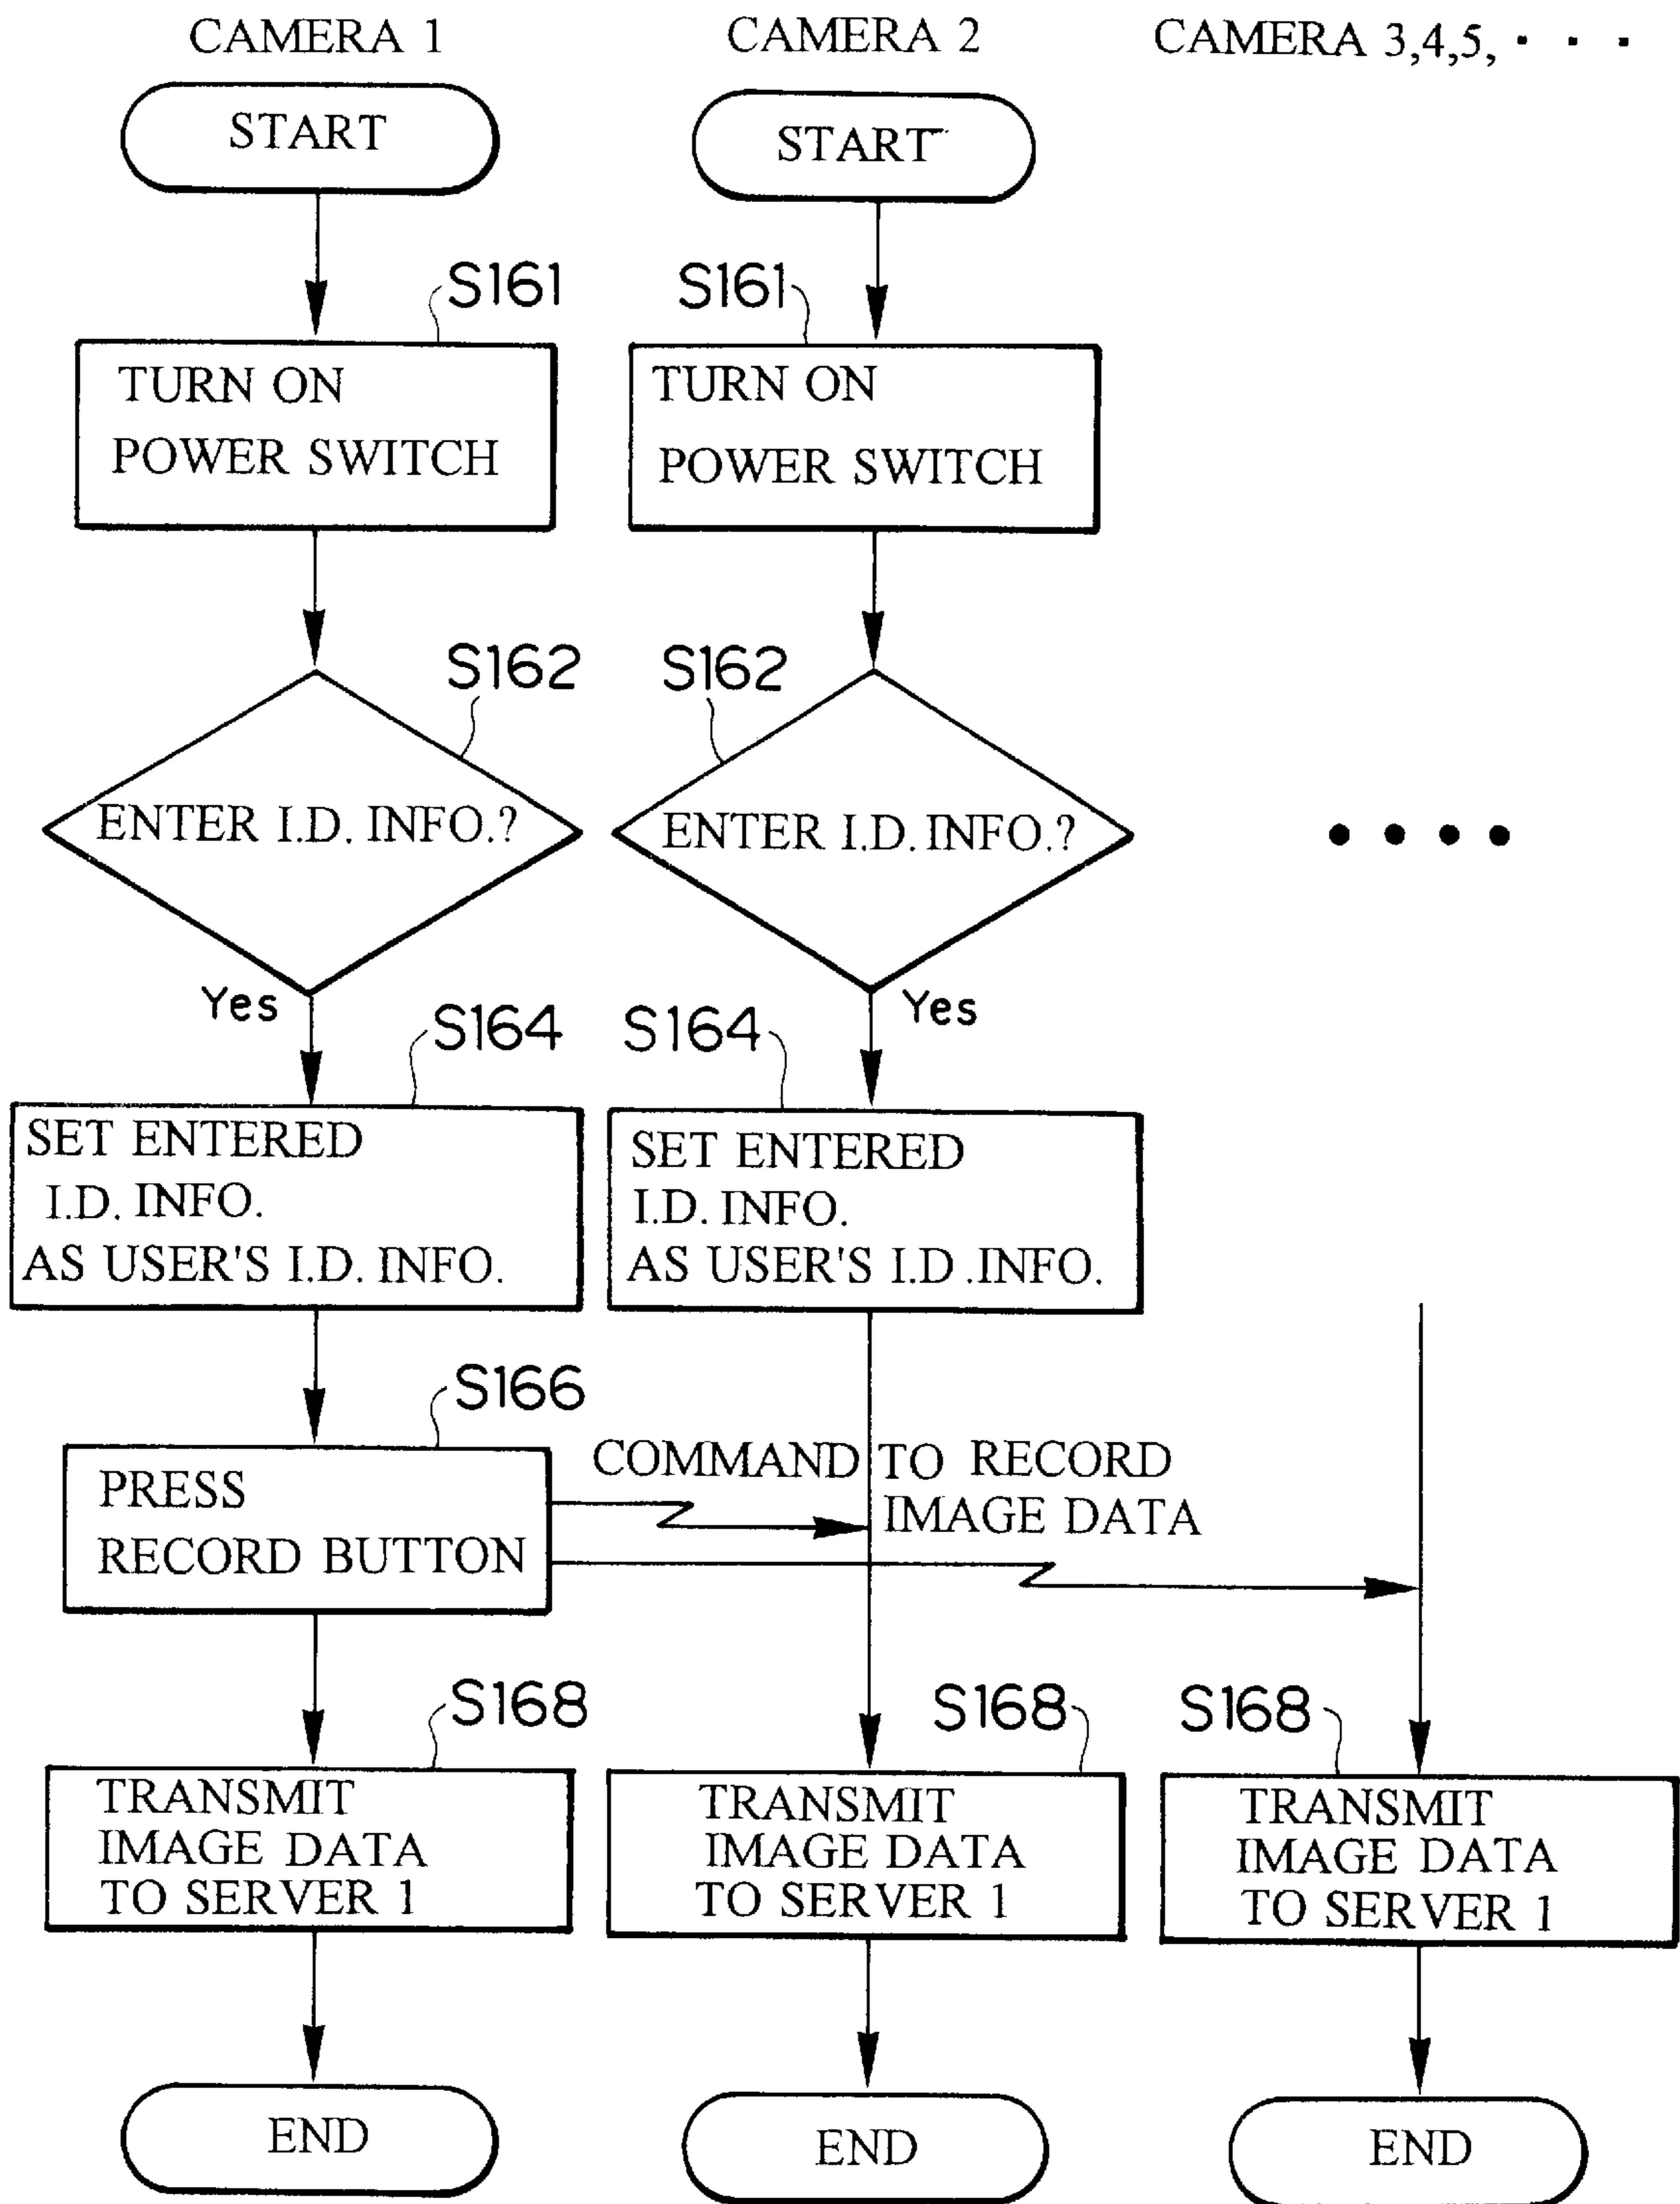 CAMERA 1
CAMERA 2
CAMERA 3,4,5, · · ·
START
START
S161
S161
TURN ON
POWER SWITCH
TURN ON
POWER SWITCH
S162
S162
ENTER I.D. INFO.?
ENTER I.D. INFO.?
Yes
Yes
S164
S164
SET ENTERED
I.D. INFO.
AS USER'S I.D. INFO.
SET ENTERED
I.D. INFO.
AS USER'S I.D .INFO.
S166
PRESS
RECORD BUTTON
COMMAND TO RECORD
IMAGE DATA
S168
S168
S168
TRANSMIT
IMAGE DATA
TO SERVER 1
TRANSMIT
IMAGE DATA
TO SERVER 1
TRANSMIT
IMAGE DATA
TO SERVER 1
END
END
END